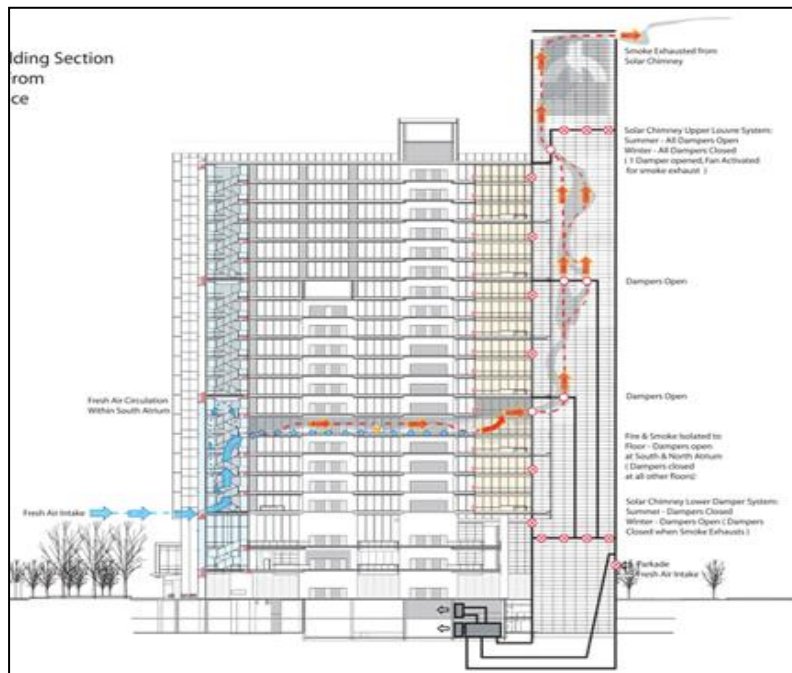 lding Section
From
ce
Smoke Exhausted from
Solar Chimney
Solar Chimney Upper Louvre System:
Summer - All Dampers Open
Winter - All Dampers Closed
( 1 Damper opened, Fan Activated
for smoke exhaust )
Dampers Open
Dampers Open
Fresh Air Circulation
Within South Atrium
Fire & Smoke Isolated to
Floor - Dampers open
at South & North Atrium
( Dampers closed
at all other floors)
Fresh Air Intake
Solar Chimney Lower Damper System:
Summer - Dampers Closed
Winter - Dampers Open ( Dampers
Closed when Smoke Exhausts )
Parkade
Fresh Air Intake